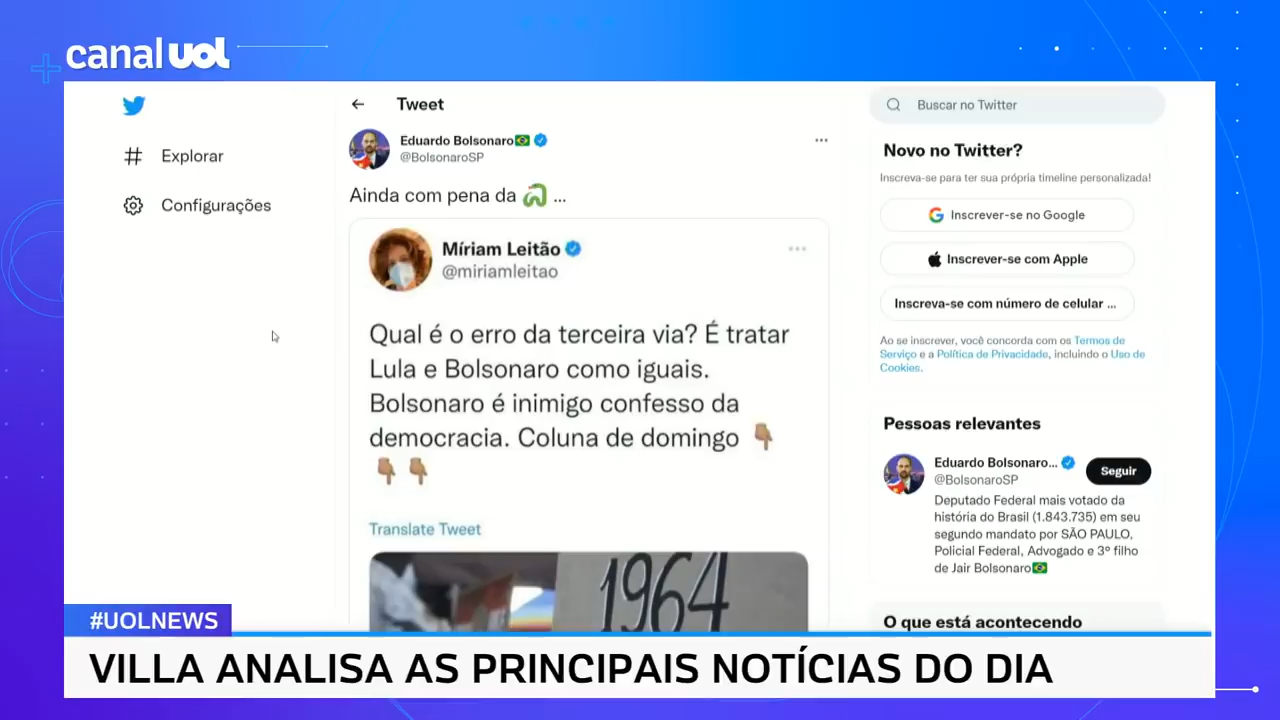 canal uol
Tweet
Buscar no Twitter
Explorar
Configurações
Eduardo Bolsonaro🇧🇷
@BolsonaroSP
Ainda com pena da 🐍 ...
Míriam Leitão
@miriamleitao
Qual é o erro da terceira via? É tratar
Lula e Bolsonaro como iguais.
Bolsonaro é inimigo confesso da
democracia. Coluna de domingo 👇🏽
👇🏽👇🏽
Translate Tweet
1964
Novo no Twitter?
Inscreva-se para ter sua própria timeline personalizada!
Inscrever-se no Google
Inscrever-se com Apple
Inscreva-se com número de celular ...
Ao se inscrever, você concorda com os Termos de
Serviço e a Política de Privacidade, incluindo o Uso de
Cookies.
Pessoas relevantes
Eduardo Bolsonaro...
@BolsonaroSP
Seguir
Deputado Federal mais votado da
história do Brasil (1.843.735) em seu
segundo mandato por SÃO PAULO,
Policial Federal, Advogado e 3º filho
de Jair Bolsonaro🇧🇷
O que está acontecendo
#UOLNEWS
VILLA ANALISA AS PRINCIPAIS NOTÍCIAS DO DIA